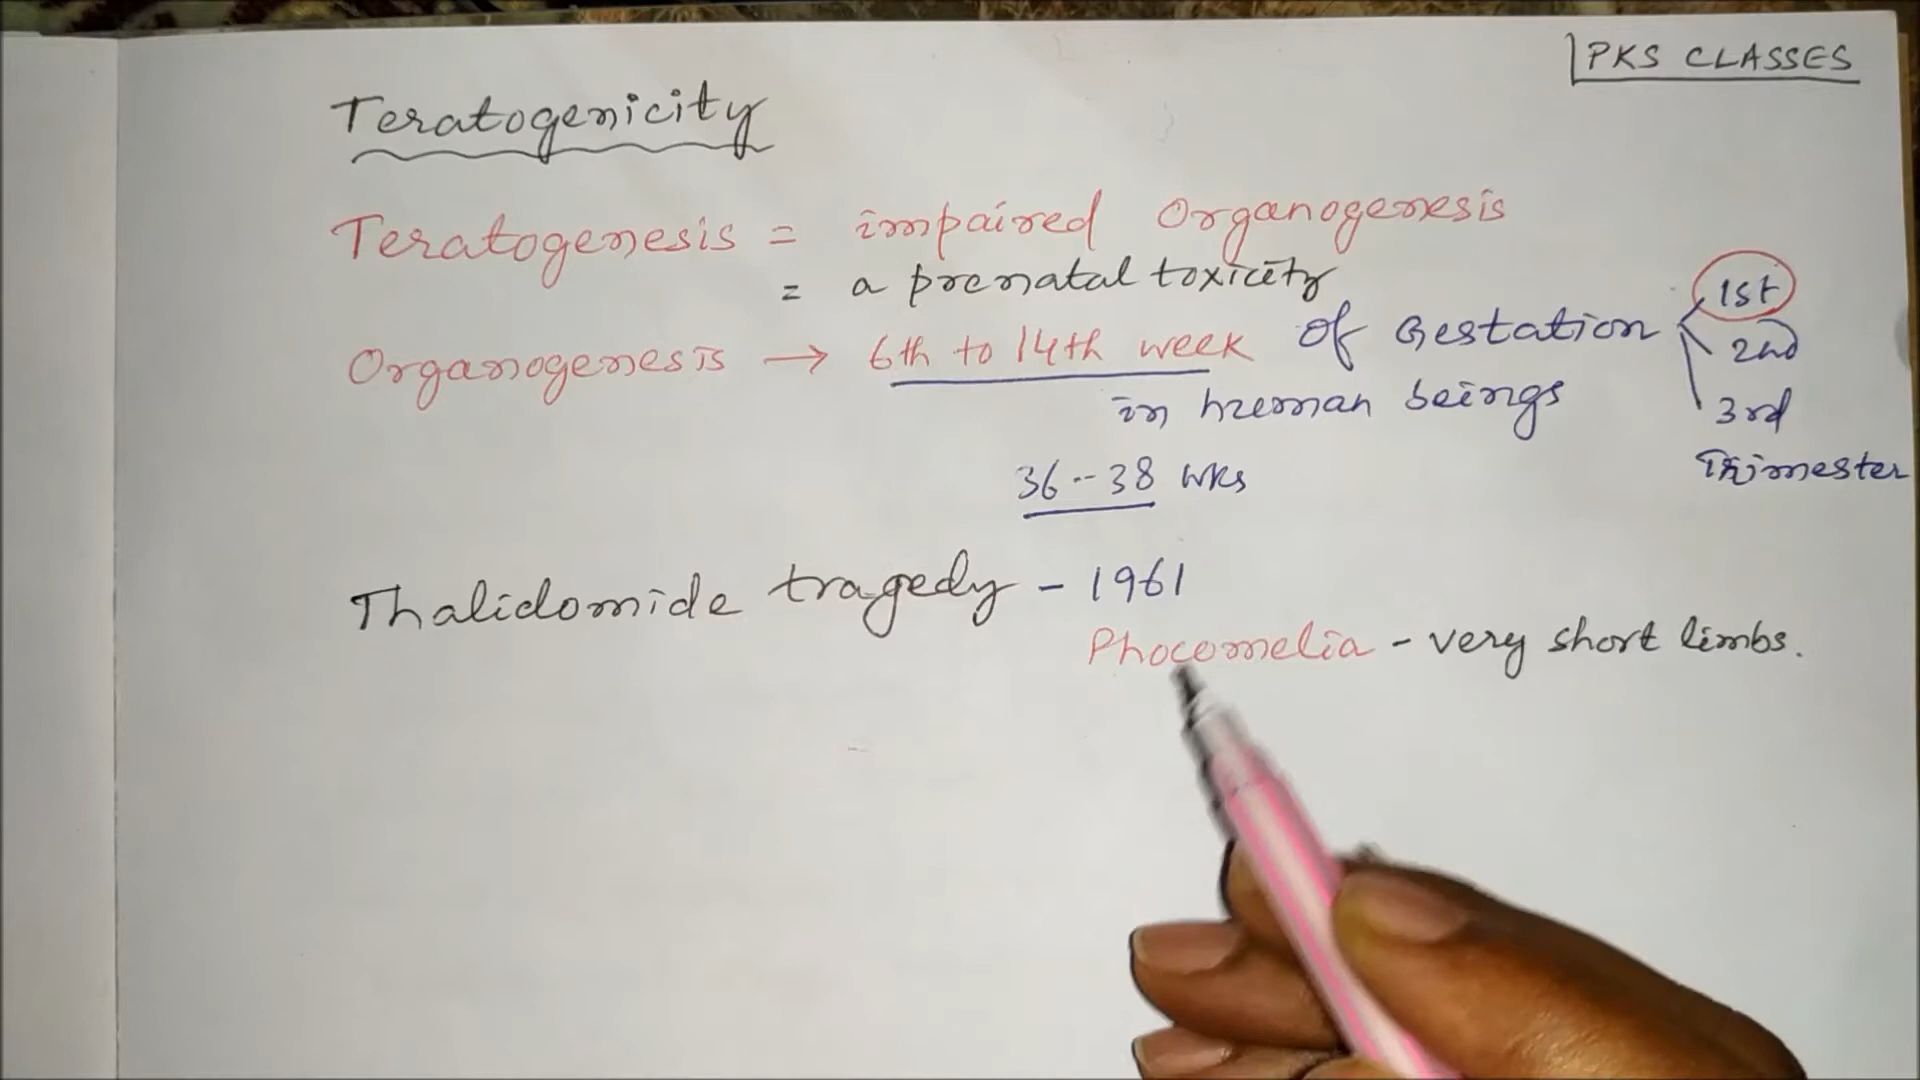 PKS CLASSES
Teratogenicity
Teratogenesis = impaired Organogenesis
= a prenatal toxicity
Organogenesis → 6th to 14th week of Gestation
in human beings
1st
2nd
3rd
Trimester
36--38 wks
Thalidomide tragedy - 1961
Phocomelia - very short limbs.